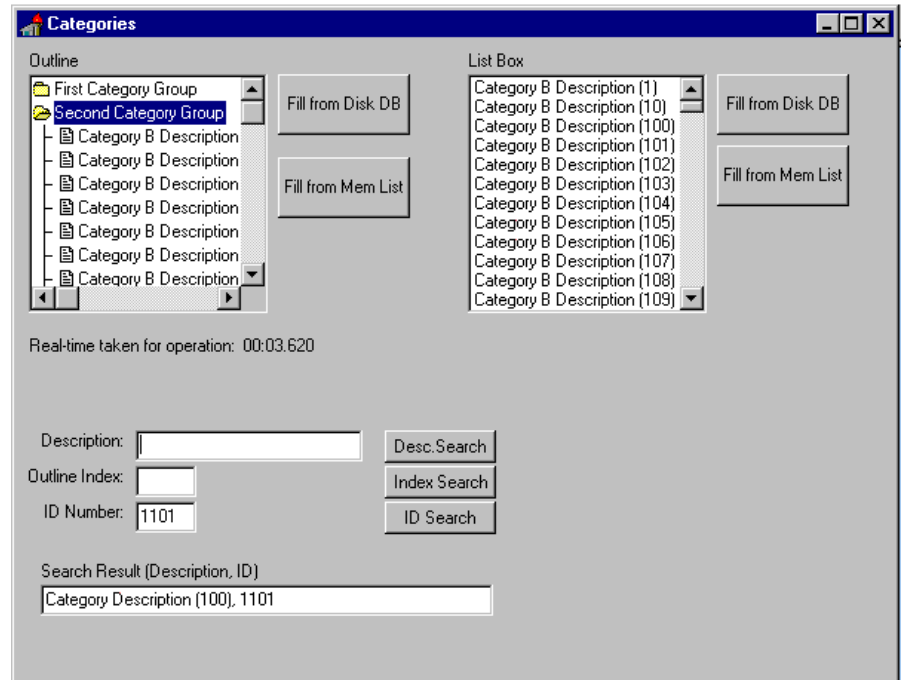 Categories
Outline
First Category Group
Second Category Group
Category B Description
Category B Description
Category B Description
Category B Description
Category B Description
Category B Description
Category B Description
Fill from Disk DB
Fill from Mem List
List Box
Category B Description (1)
Category B Description (10)
Category B Description (100)
Category B Description (101)
Category B Description (102)
Category B Description (103)
Category B Description (104)
Category B Description (105)
Category B Description (106)
Category B Description (107)
Category B Description (108)
Category B Description (109)
Fill from Disk DB
Fill from Mem List
Real-time taken for operation: 00:03.620
Description:
Desc.Search
Outline Index:
Index Search
ID Number: 1101
ID Search
Search Result (Description, ID)
Category Description (100), 1101